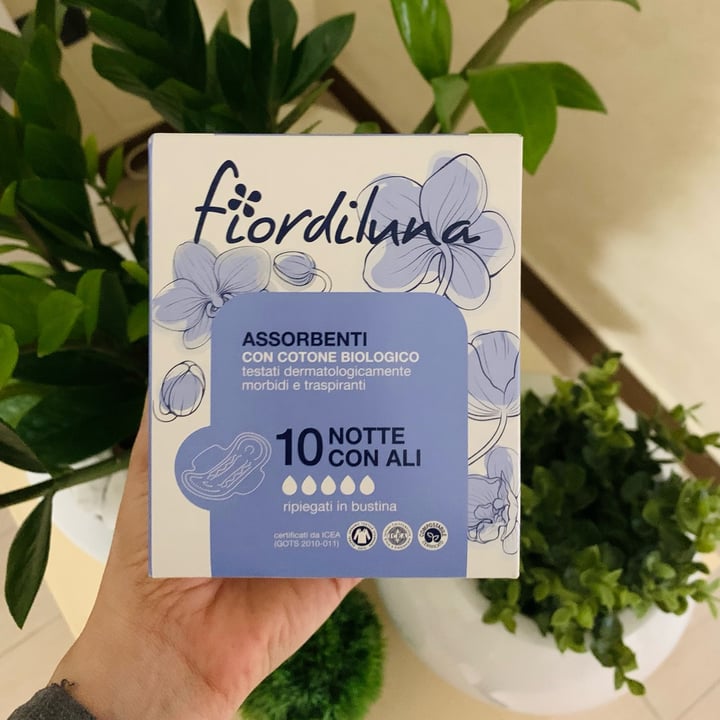 fiordiluna
ASSORBENTI
CON COTONE BIOLOGICO
testati dermatologicamente
morbidi e traspiranti
10 NOTTE
CON ALI
ripiegati in bustina
certificati da ICEA
(GOTS 2010-011)